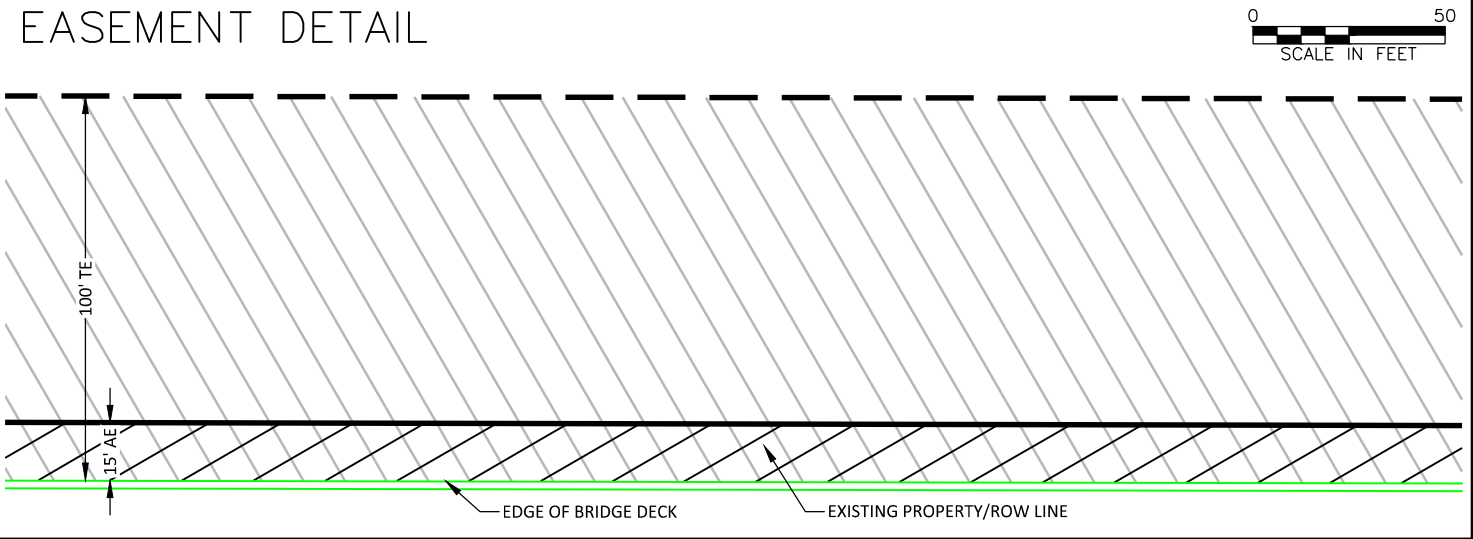 EASEMENT DETAIL
0 50
SCALE IN FEET
100' TE
15' AE
EDGE OF BRIDGE DECK
EXISTING PROPERTY/ROW LINE